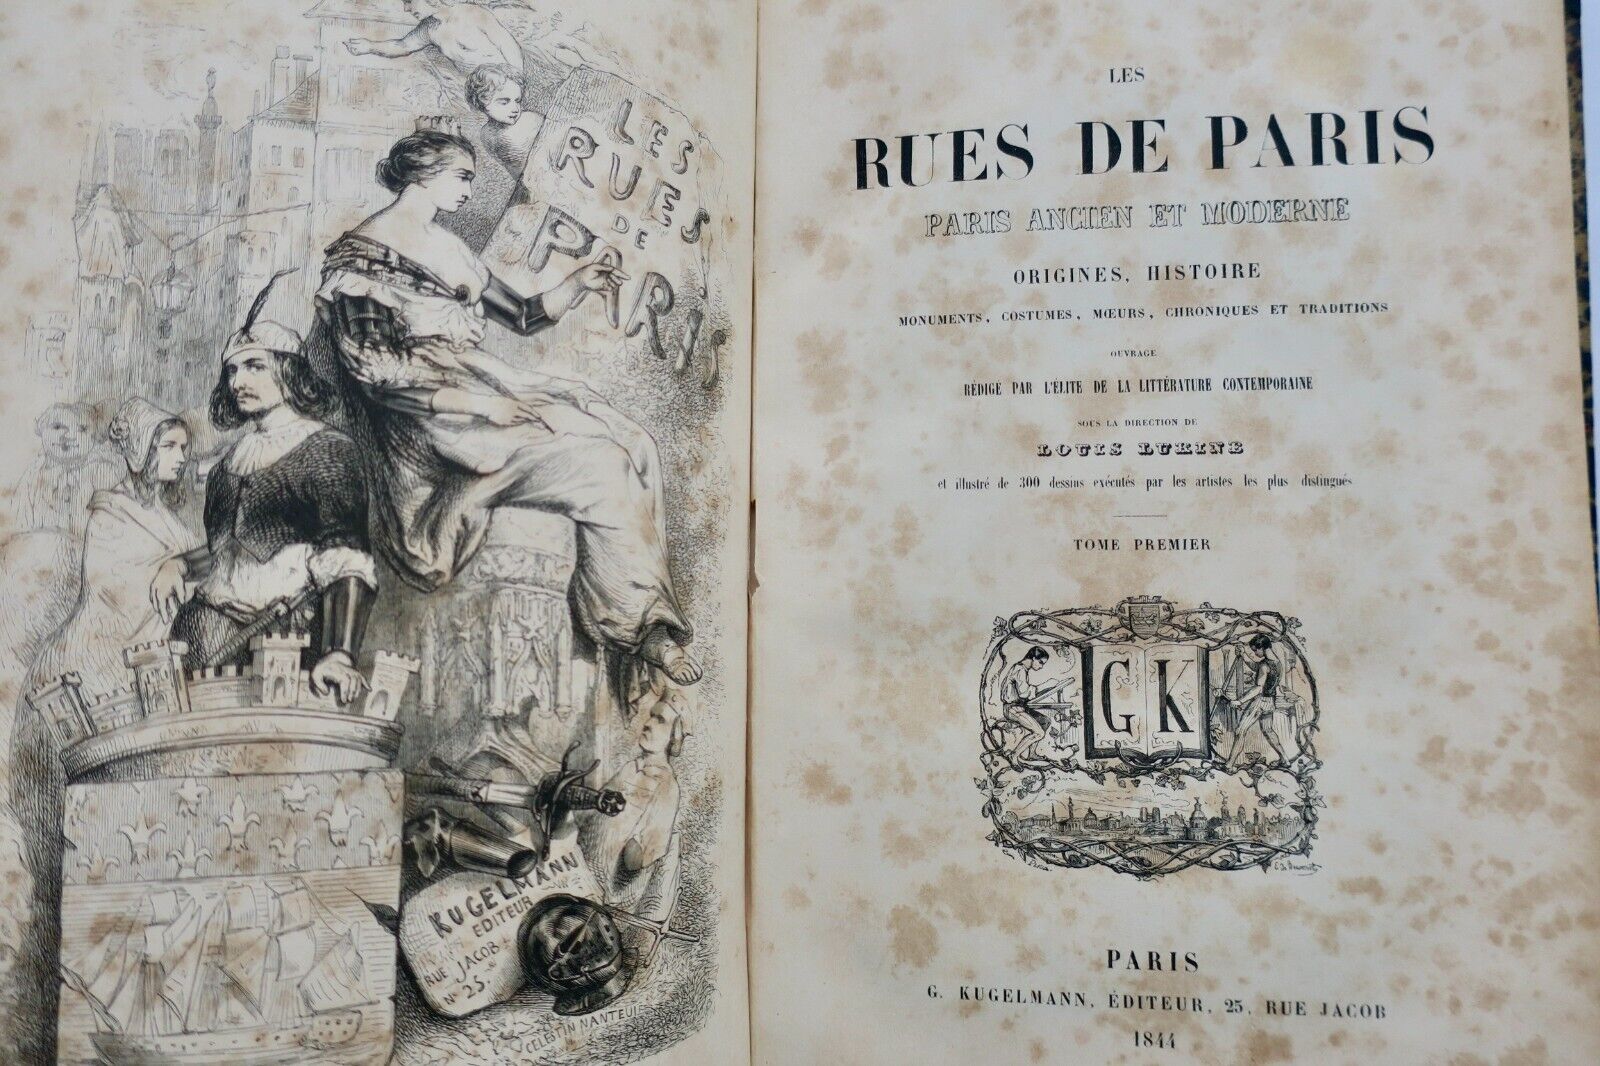 LES
RUES
DE
PARIS
KUGELMANN
EDITEUR
RUE JACOB
N° 25.
CELESTIN NANTEUIL
LES
RUES DE PARIS
PARIS ANCIEN ET MODERNE
ORIGINES, HISTOIRE
MONUMENTS, COSTUMES, MŒURS, CHRONIQUES ET TRADITIONS
OUVRAGE
RÉDIGÉ PAR L'ÉLITE DE LA LITTÉRATURE CONTEMPORAINE
SOUS LA DIRECTION DE
LOUIS LURINE
et illustré de 300 dessins exécutés par les artistes les plus distingués
TOME PREMIER
G K
PARIS
G. KUGELMANN, ÉDITEUR, 25, RUE JACOB
1844